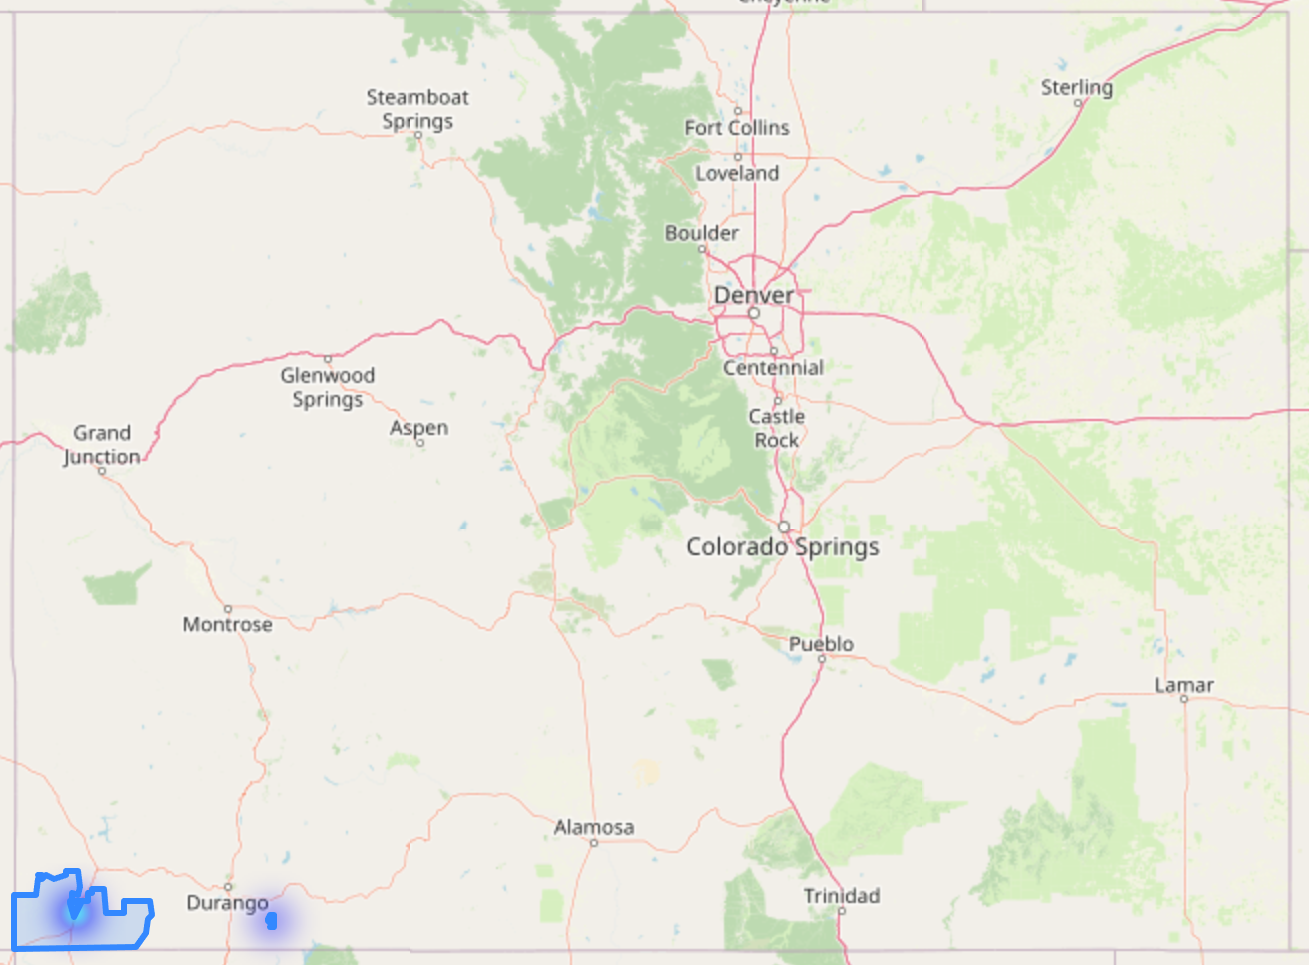 Cheyenne
Steamboat
Springs
Sterling
Fort Collins
Loveland
Boulder
Denver
Glenwood
Springs
Centennial
Aspen
Castle
Rock
Grand
Junction
Colorado Springs
Montrose
Pueblo
Lamar
Alamosa
Durango
Trinidad